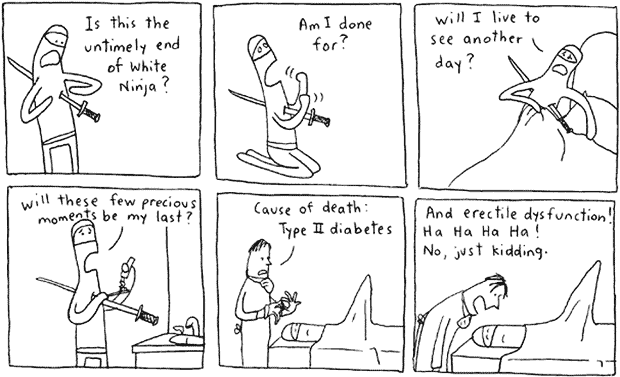 Is this the
untimely end
of White
Ninja?
Am I done
for?
Will I live to
see another
day?
Will these few precious
moments be my last?
Cause of death:
Type II diabetes
And erectile dysfunction!
Ha Ha Ha Ha!
No, just kidding.